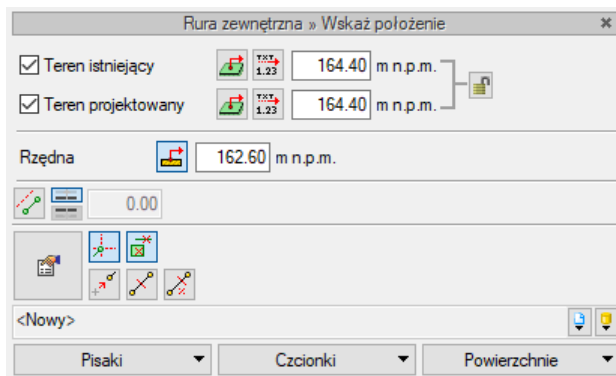 Rura zewnętrzna » Wskaż położenie
Teren istniejący TXT 1.23 164.40 m n.p.m.
Teren projektowany TXT 1.23 164.40 m n.p.m.
Rzędna 162.60 m n.p.m.
0.00
<Nowy>
Pisaki Czcionki Powierzchnie